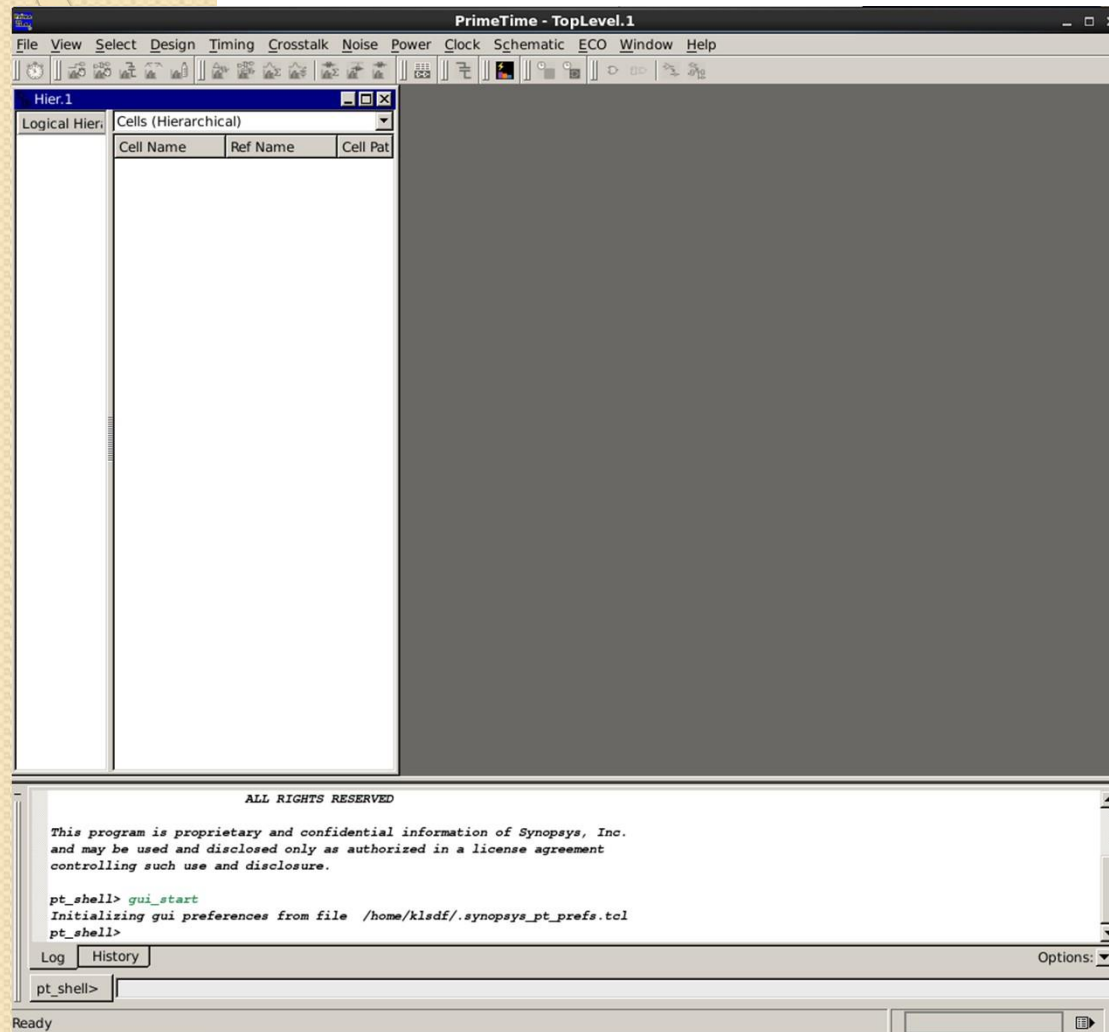 PrimeTime - TopLevel.1
File View Select Design Timing Crosstalk Noise Power Clock Schematic ECO Window Help
Hier.1
Logical Hier
Cells (Hierarchical)
Cell Name Ref Name Cell Pat
ALL RIGHTS RESERVED
This program is proprietary and confidential information of Synopsys, Inc.
and may be used and disclosed only as authorized in a license agreement
controlling such use and disclosure.
pt_shell> gui_start
Initializing gui preferences from file /home/klsdf/.synopsys_pt_prefs.tcl
pt_shell>
Log History Options:
pt_shell>
Ready